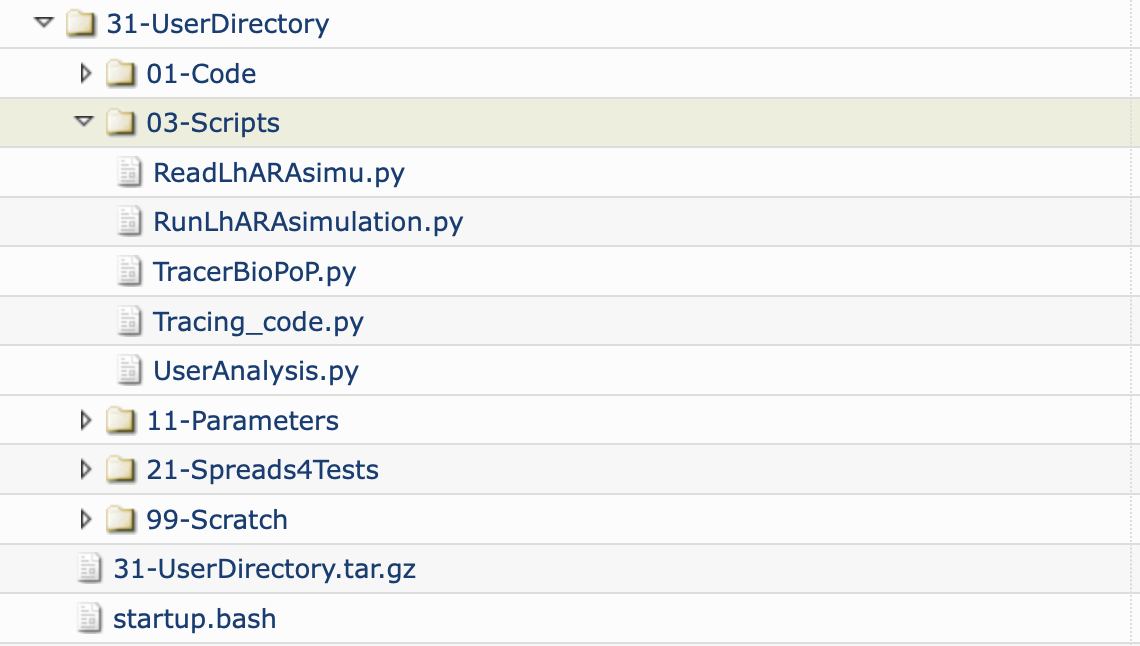 31-UserDirectory
01-Code
03-Scripts
ReadLhARAsimu.py
RunLhARAsimulation.py
TracerBioPoP.py
Tracing_code.py
UserAnalysis.py
11-Parameters
21-Spreads4Tests
99-Scratch
31-UserDirectory.tar.gz
startup.bash